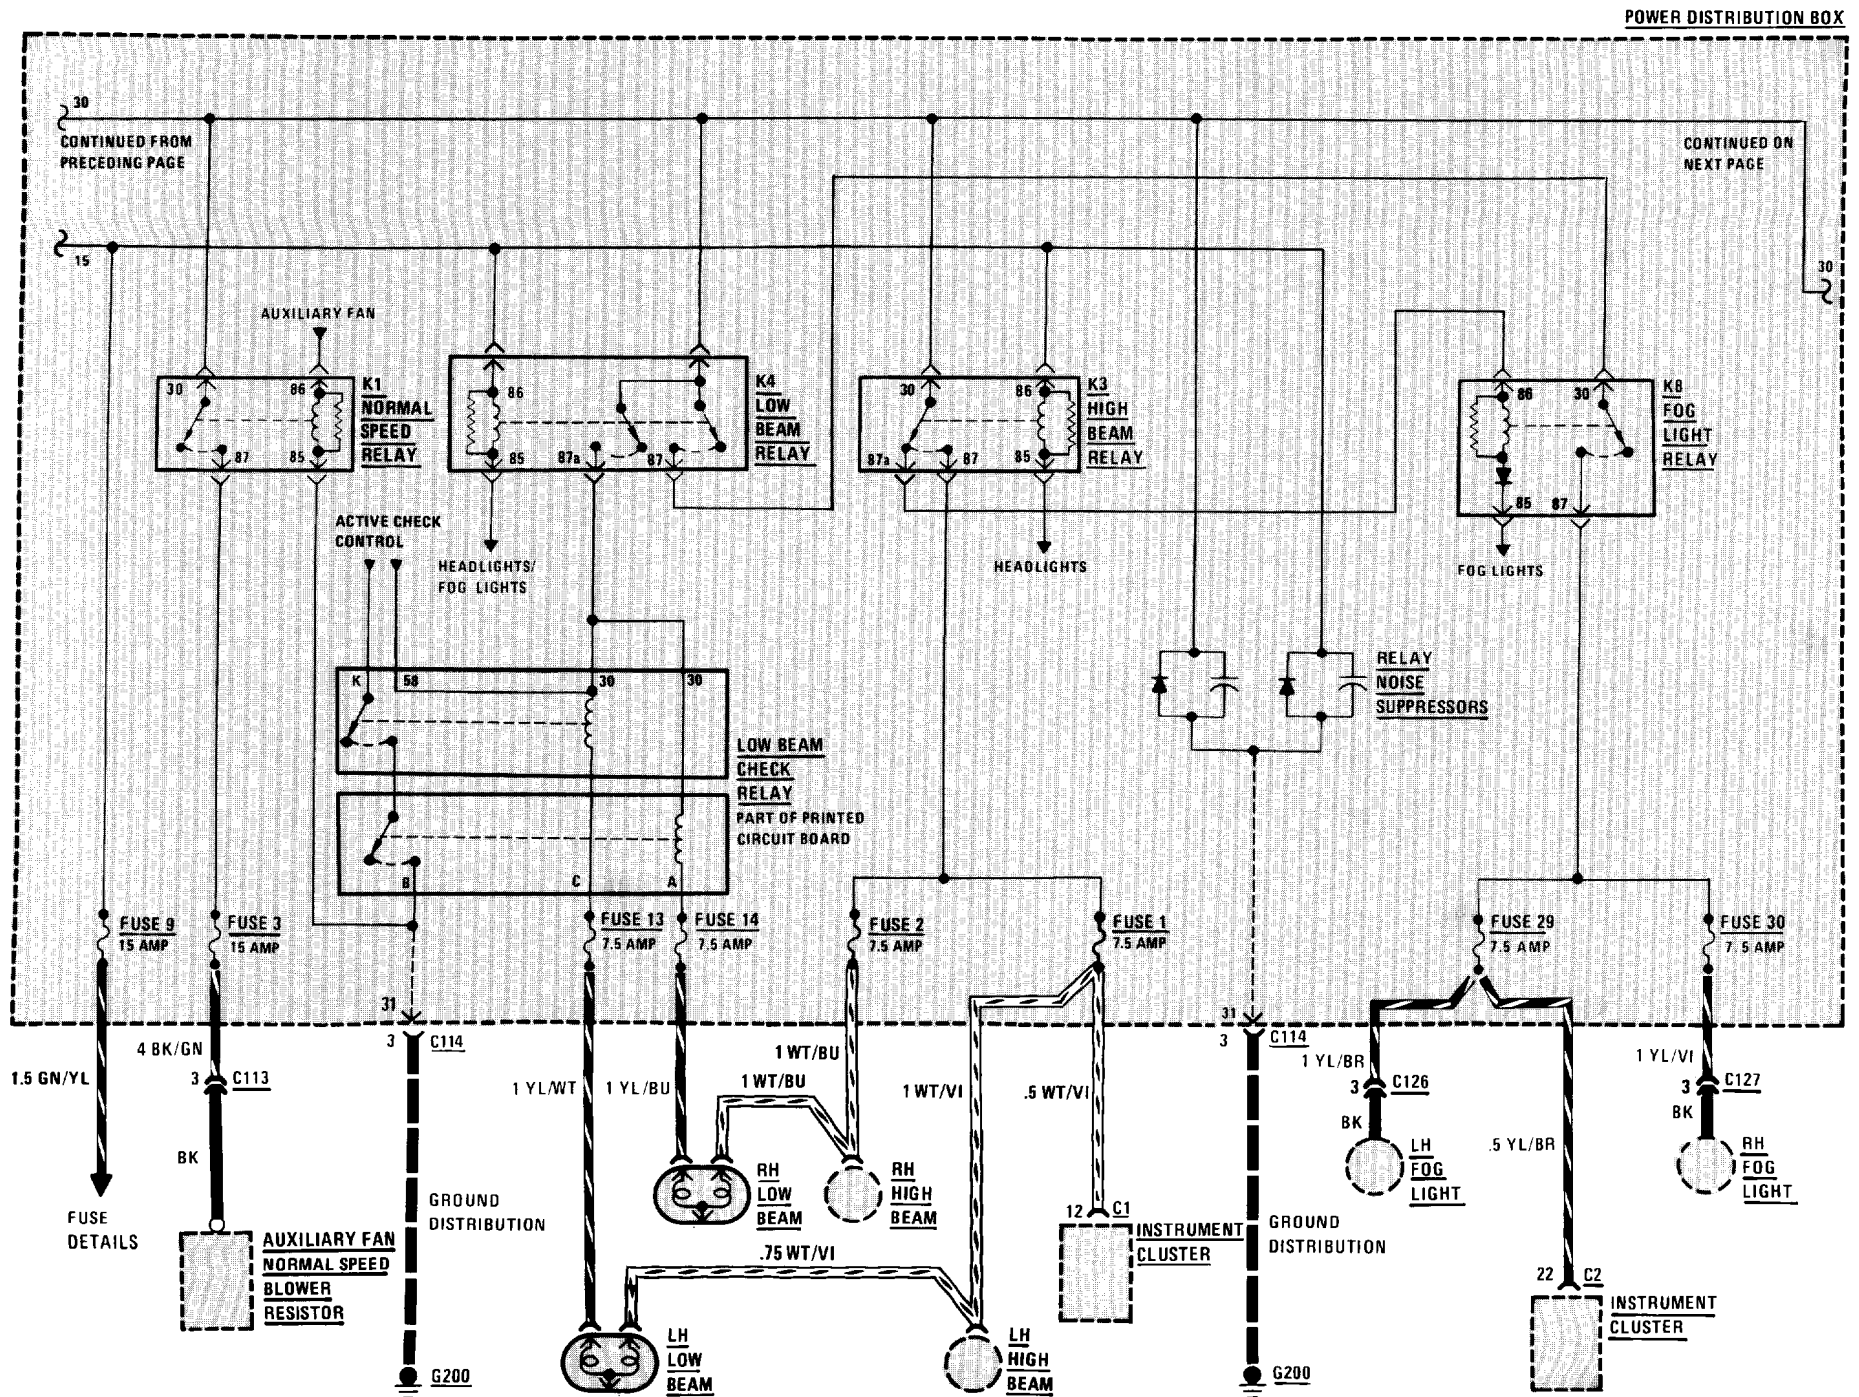 POWER DISTRIBUTION BOX
30
CONTINUED FROM
PRECEDING PAGE
CONTINUED ON
NEXT PAGE
15
30
AUXILIARY FAN
30
86
87
85
K1
NORMAL
SPEED
RELAY
86
85
87a
87
K4
LOW
BEAM
RELAY
30
86
87a
87
85
K3
HIGH
BEAM
RELAY
86
30
85
87
K8
FOG
LIGHT
RELAY
ACTIVE CHECK
CONTROL
HEADLIGHTS/
FOG LIGHTS
HEADLIGHTS
FOG LIGHTS
K
58
30
30
RELAY
NOISE
SUPPRESSORS
LOW BEAM
CHECK
RELAY
PART OF PRINTED
CIRCUIT BOARD
B
C
A
FUSE 9
15 AMP
FUSE 3
15 AMP
FUSE 13
7.5 AMP
FUSE 14
7.5 AMP
FUSE 2
7.5 AMP
FUSE 1
7.5 AMP
FUSE 29
7.5 AMP
FUSE 30
7.5 AMP
31
31
3
C114
3
C114
4 BK/GN
1.5 GN/YL
3
C113
1 YL/WT
1 YL/BU
1 WT/BU
1 WT/BU
1 WT/VI
.5 WT/VI
1 YL/BR
3
C126
BK
1 YL/VI
3
C127
BK
.5 YL/BR
BK
LH
FOG
LIGHT
RH
FOG
LIGHT
RH
LOW
BEAM
RH
HIGH
BEAM
GROUND
DISTRIBUTION
FUSE
DETAILS
12
C1
INSTRUMENT
CLUSTER
GROUND
DISTRIBUTION
AUXILIARY FAN
NORMAL SPEED
BLOWER
RESISTOR
.75 WT/VI
22
C2
INSTRUMENT
CLUSTER
G200
LH
LOW
BEAM
LH
HIGH
BEAM
G200